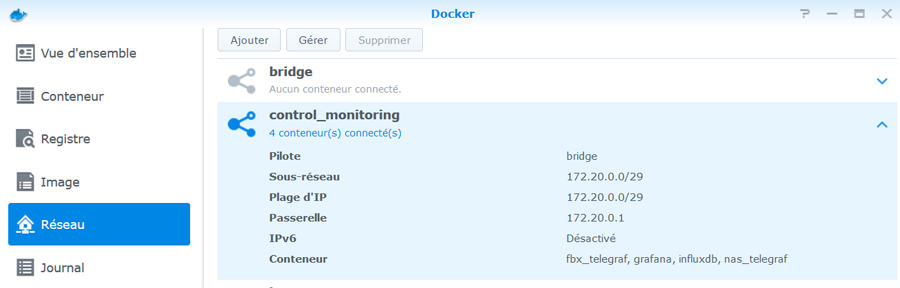 Docker
Vue d'ensemble
Conteneur
Registre
Image
Réseau
Journal
Ajouter Gérer Supprimer
bridge
Aucun conteneur connecté.
control_monitoring
4 conteneur(s) connecté(s)
Pilote bridge
Sous-réseau 172.20.0.0/29
Plage d'IP 172.20.0.0/29
Passerelle 172.20.0.1
IPv6 Désactivé
Conteneur fbx_telegraf, grafana, influxdb, nas_telegraf